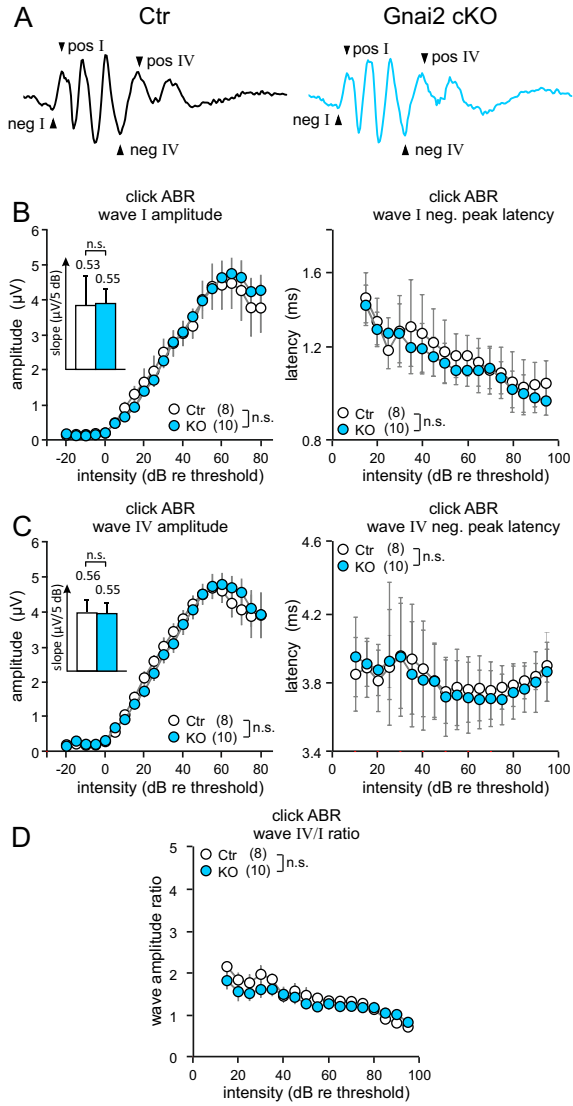 A
Ctr
Gnai2 cKO
pos I
pos IV
neg I
neg IV
pos I
pos IV
neg I
neg IV
B
click ABR
wave I amplitude
6
5
4
3
2
1
0
amplitude (µV)
n.s.
0.53
0.55
slope (µV/5 dB)
Ctr (8)
KO (10)
n.s.
-20 0 20 40 60 80
intensity (dB re threshold)
click ABR
wave I neg. peak latency
1.6
1.2
0.8
latency (ms)
Ctr (8)
KO (10)
n.s.
0 20 40 60 80 100
intensity (dB re threshold)
C
click ABR
wave IV amplitude
6
5
4
3
2
1
0
amplitude (µV)
n.s.
0.56
0.55
slope (µV/5 dB)
Ctr (8)
KO (10)
n.s.
-20 0 20 40 60 80
intensity (dB re threshold)
click ABR
wave IV neg. peak latency
4.6
4.2
3.8
3.4
latency (ms)
Ctr (8)
KO (10)
n.s.
0 20 40 60 80 100
intensity (dB re threshold)
D
click ABR
wave IV/I ratio
5
4
3
2
1
0
wave amplitude ratio
Ctr (8)
KO (10)
n.s.
0 20 40 60 80 100
intensity (dB re threshold)